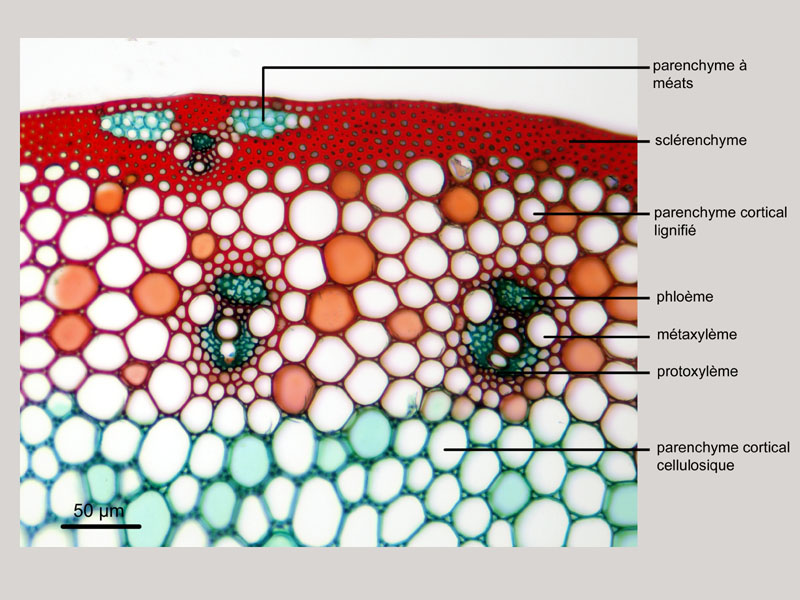 parenchyme à
méats
sclérenchyme
parenchyme cortical
lignifié
phloème
métaxylème
protoxylème
parenchyme cortical
cellulosique
50 µm